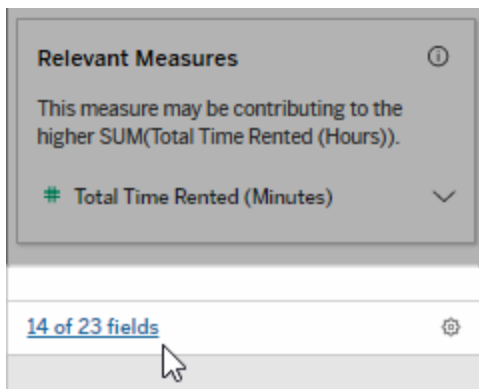 Relevant Measures
This measure may be contributing to the
higher SUM(Total Time Rented (Hours)).
# Total Time Rented (Minutes)
14 of 23 fields